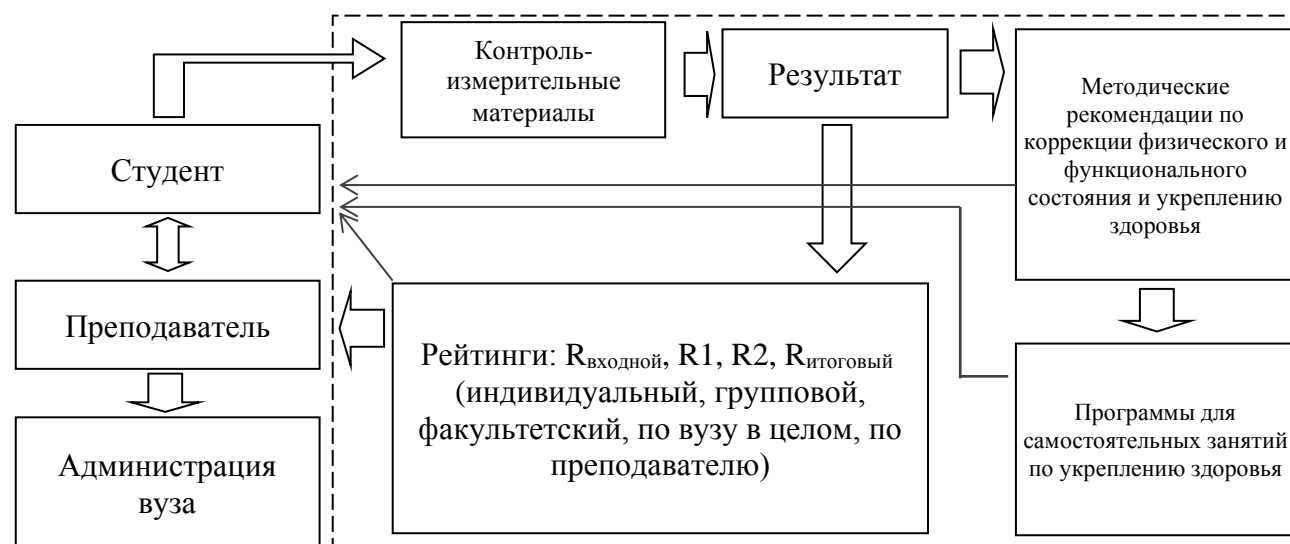 Контроль-
измерительные
материалы
Результат
Методические
рекомендации по
коррекции физического и
функционального
состояния и укреплению
здоровья
Студент
Преподаватель
Рейтинги: Rвходной, R1, R2, Rитоговый
(индивидуальный, групповой,
факультетский, по вузу в целом, по
преподавателю)
Программы для
самостоятельных занятий
по укреплению здоровья
Администрация
вуза